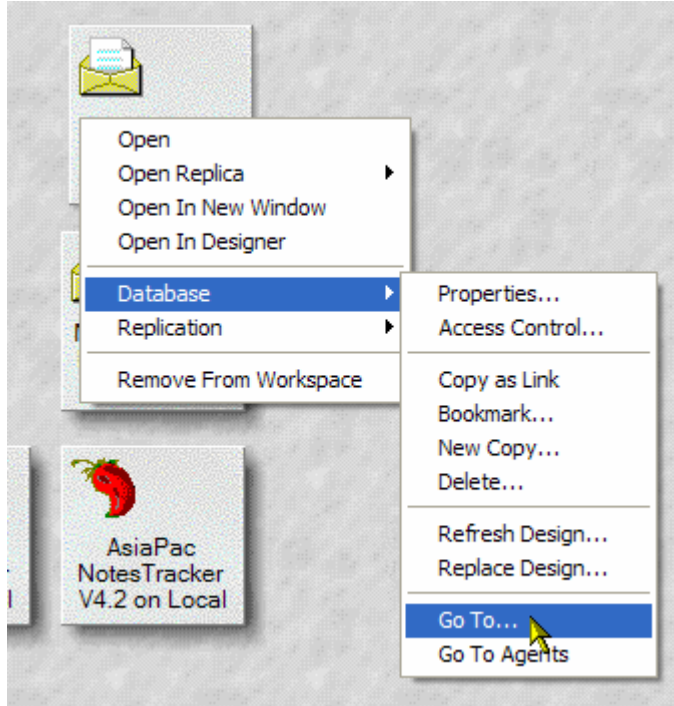 Open
Open Replica
Open In New Window
Open In Designer
Database
Replication
Remove From Workspace
Properties...
Access Control...
Copy as Link
Bookmark...
New Copy...
Delete...
Refresh Design...
Replace Design...
Go To...
Go To Agents
AsiaPac
NotesTracker
V4.2 on Local